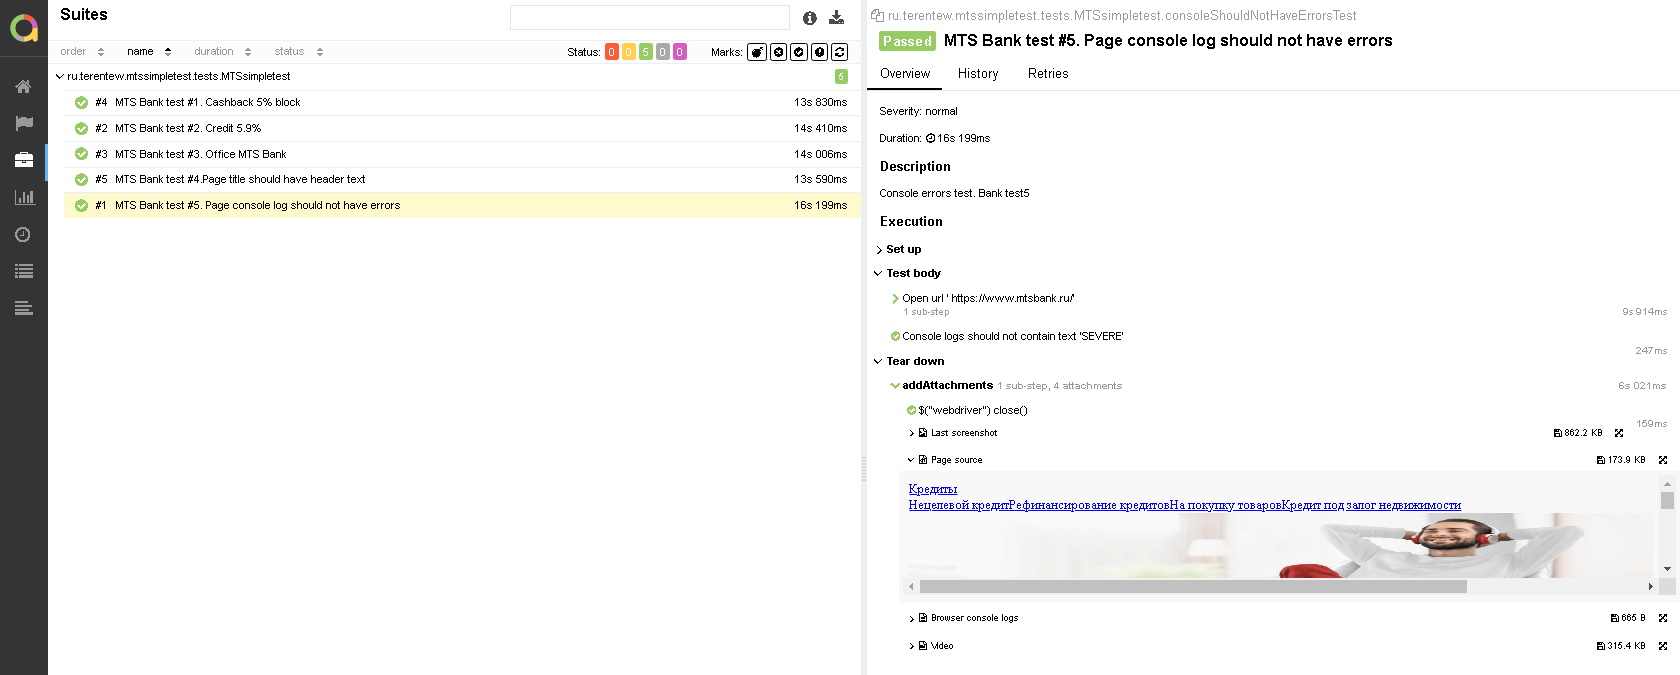 Suites
order name duration status Status: 0 0 5 0 0 Marks:
ru.terentew.mtssimpletest.tests.MTSsimpletest 5
#4 MTS Bank test #1. Cashback 5% block 13s 830ms
#2 MTS Bank test #2. Credit 5.9% 14s 410ms
#3 MTS Bank test #3. Office MTS Bank 14s 006ms
#5 MTS Bank test #4.Page title should have header text 13s 590ms
#1 MTS Bank test #5. Page console log should not have errors 16s 199ms
ru.terentew.mtssimpletest.tests.MTSsimpletest.consoleShouldNotHaveErrorsTest
Passed MTS Bank test #5. Page console log should not have errors
Overview History Retries
Severity: normal
Duration: 16s 199ms
Description
Console errors test. Bank test5
Execution
Set up
Test body
Open url ' https://www.mtsbank.ru/'
1 sub-step 9s 914ms
Console logs should not contain text 'SEVERE'
247ms
Tear down
addAttachments 1 sub-step, 4 attachments 6s 021ms
$("webdriver") close()
159ms
Last screenshot 862.2 KB
Page source 173.9 KB
Кредиты
Нецелевой кредитРефинансирование кредитовНа покупку товаровКредит под залог недвижимости
Browser console logs 665 B
Video 315.4 KB